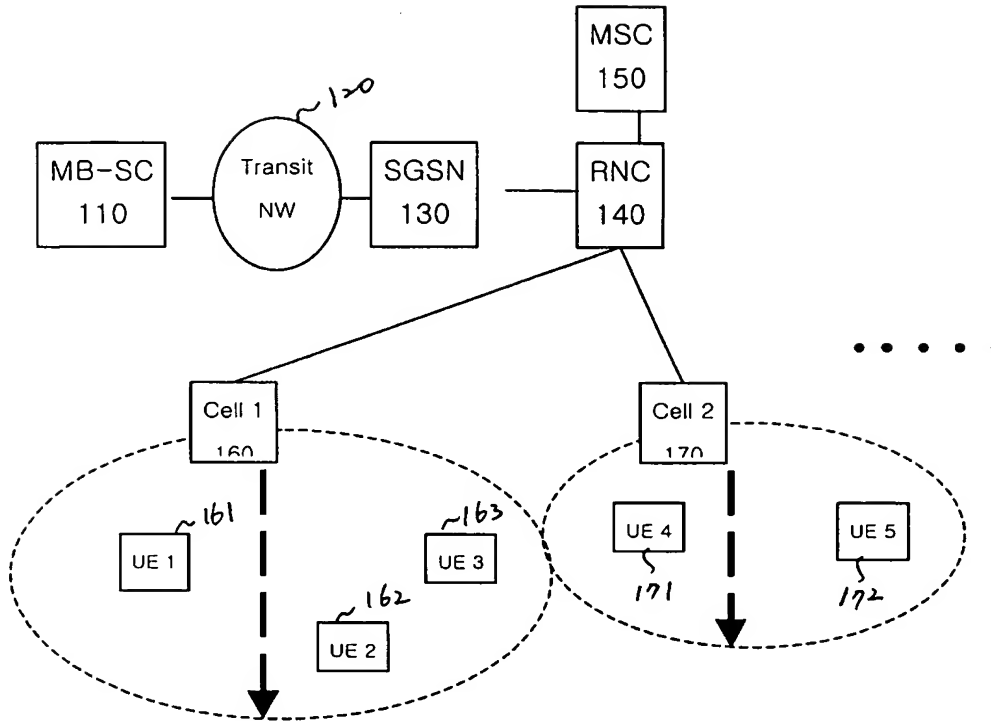 MSC
150
120
MB-SC
110
Transit
NW
SGSN
130
RNC
140
Cell 1
160
Cell 2
170
161
UE 1
163
UE 3
162
UE 2
UE 4
171
UE 5
172